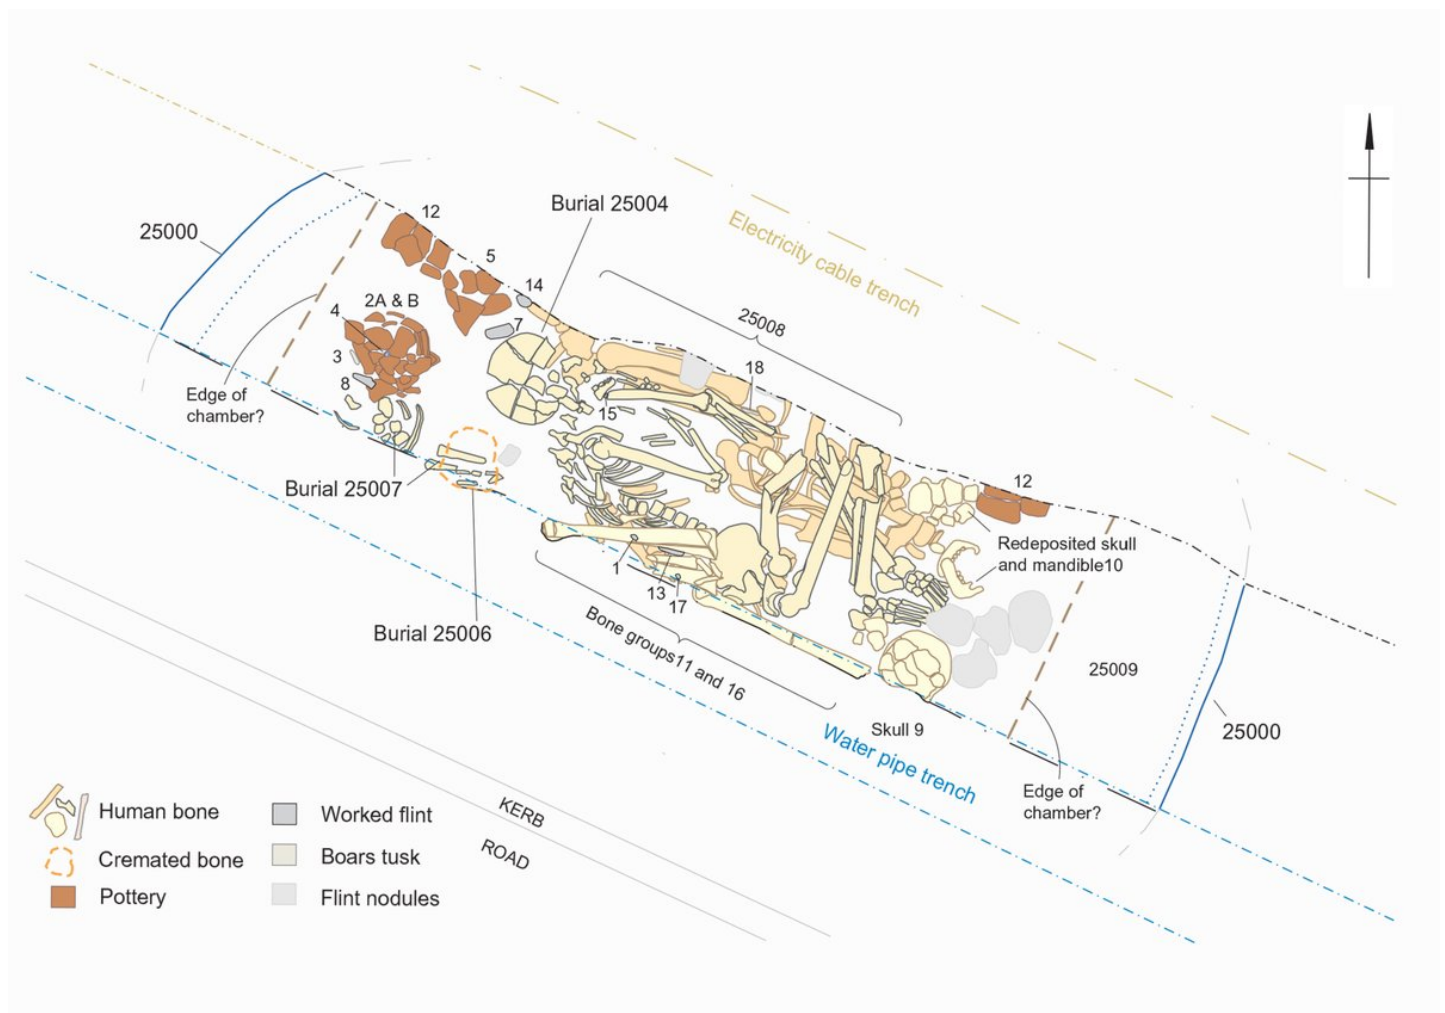 Burial 25004
12
25000
5
14
Electricity cable trench
2A & B
4
7
25008
3
18
8
15
Edge of
chamber?
12
Burial 25007
Redeposited skull
and mandible10
1
13
17
Burial 25006
Bone groups11 and 16
25009
Skull 9
25000
Water pipe trench
Edge of
chamber?
KERB
ROAD
Human bone
Cremated bone
Pottery
Worked flint
Boars tusk
Flint nodules